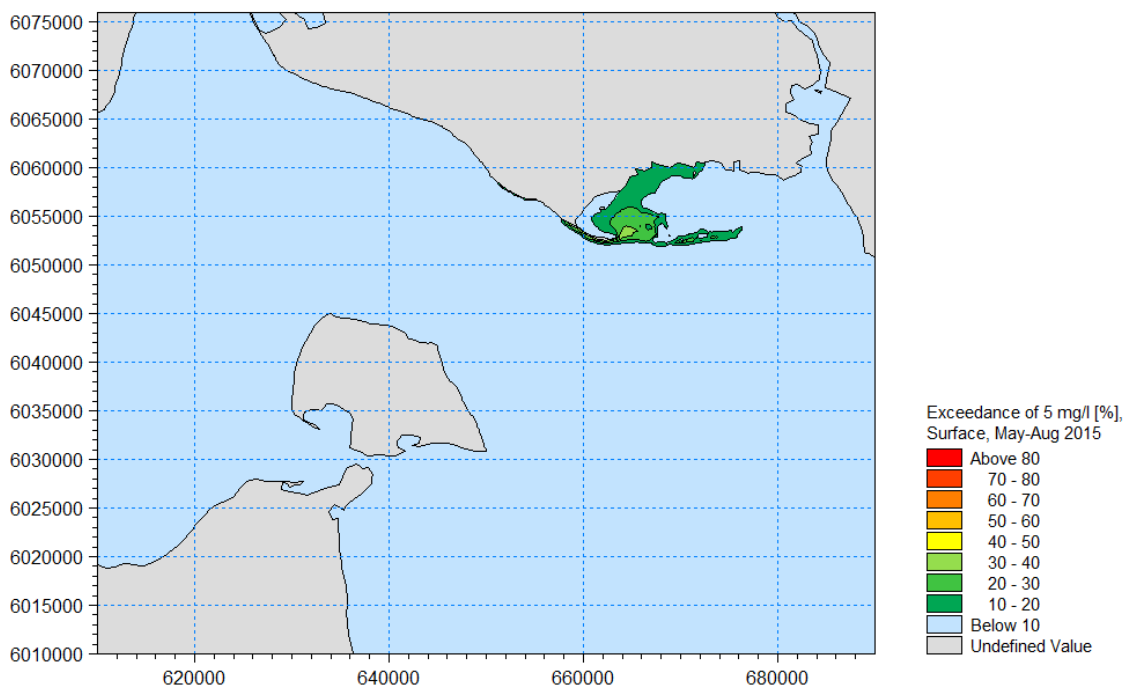 6075000
6070000
6065000
6060000
6055000
6050000
6045000
6040000
6035000
6030000
6025000
6020000
6015000
6010000
620000 640000 660000 680000
Exceedance of 5 mg/l [%],
Surface, May-Aug 2015
Above 80
70 - 80
60 - 70
50 - 60
40 - 50
30 - 40
20 - 30
10 - 20
Below 10
Undefined Value